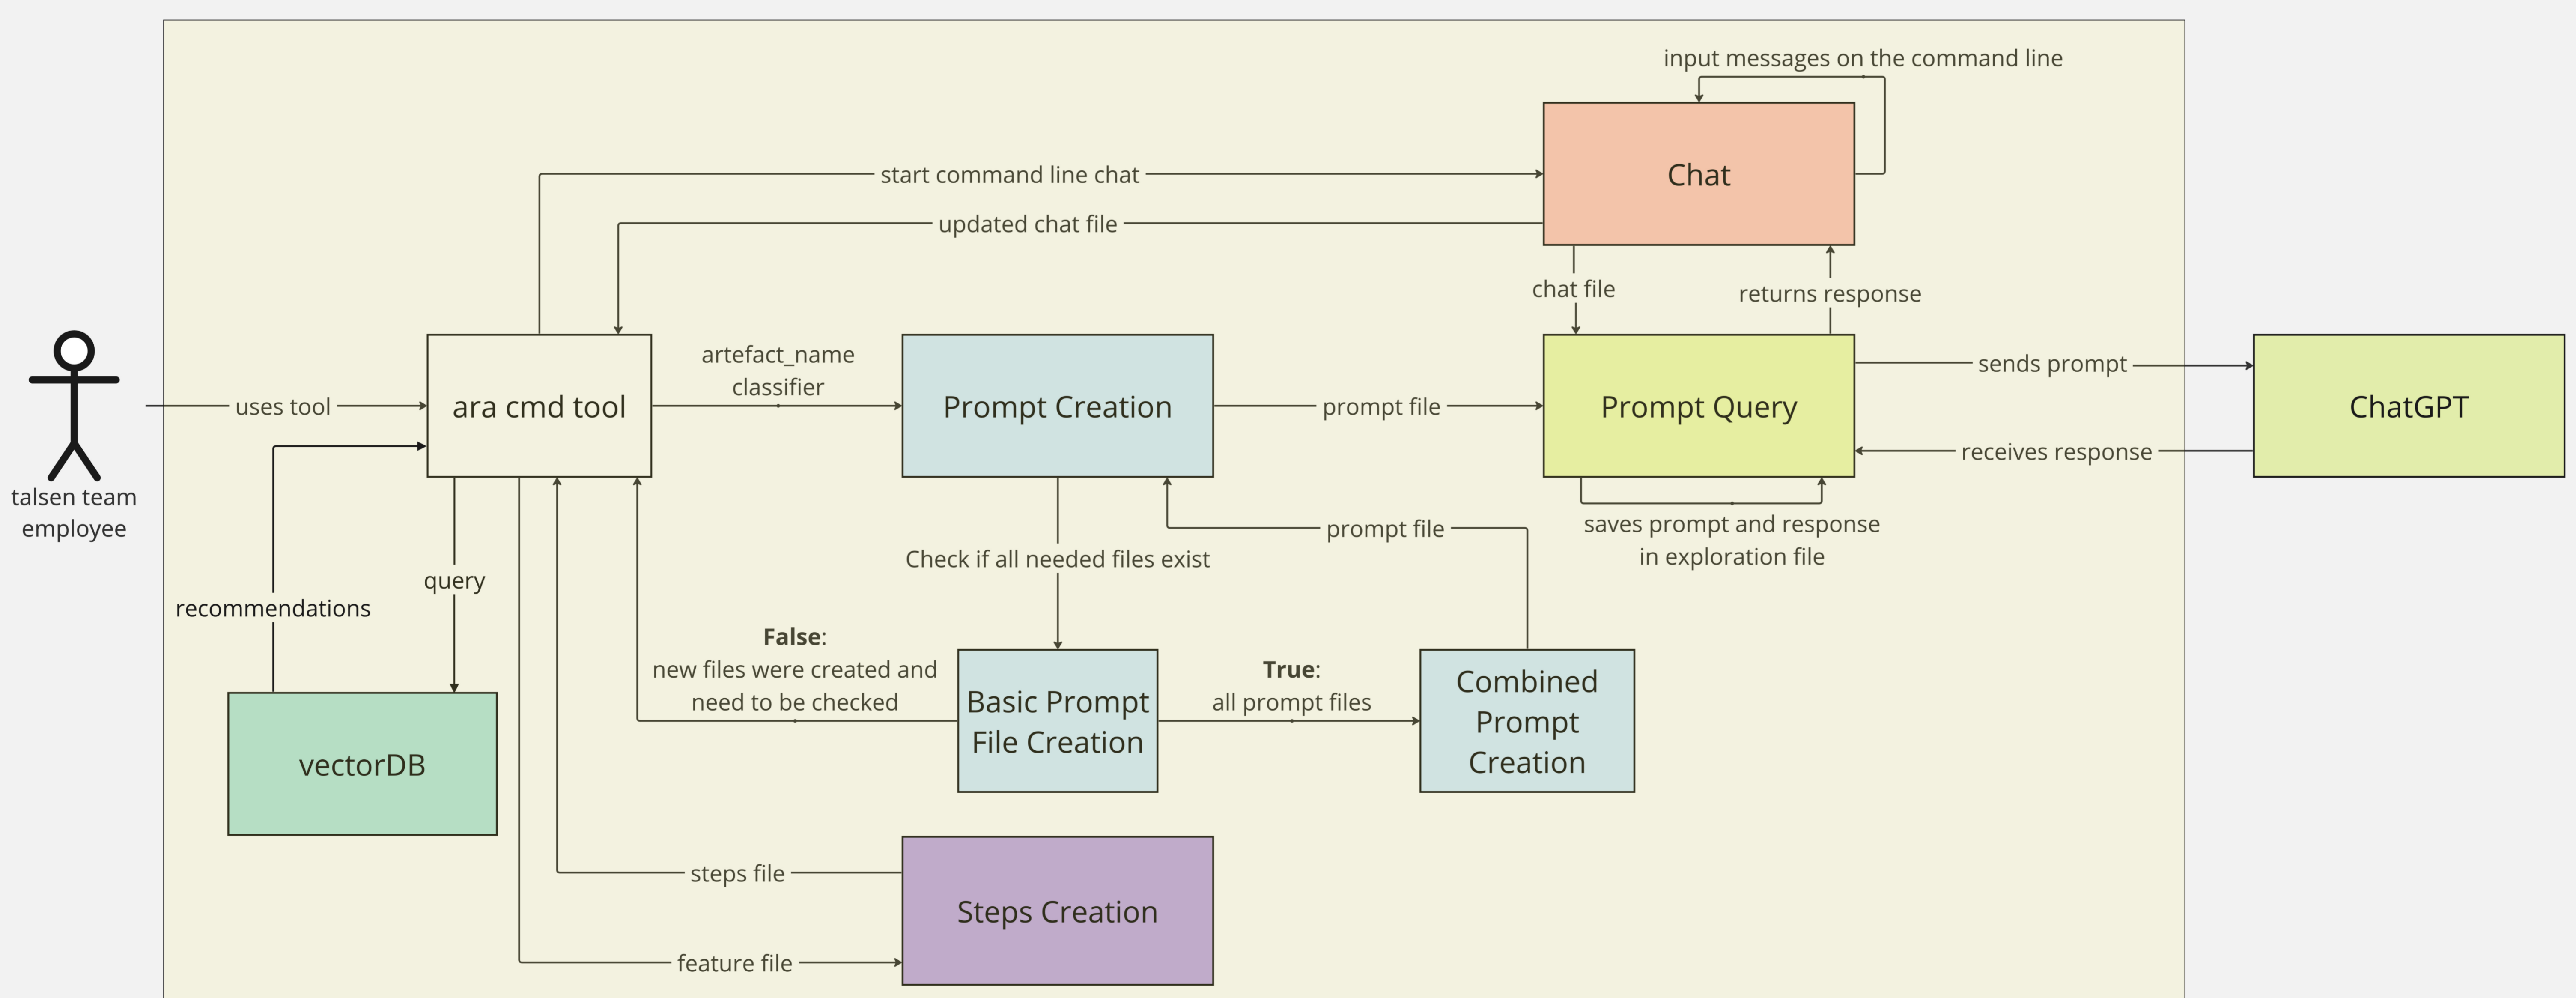 input messages on the command line
Chat
start command line chat
updated chat file
chat file
returns response
talsen team
employee
uses tool
ara cmd tool
artefact_name
classifier
Prompt Creation
prompt file
Prompt Query
sends prompt
receives response
ChatGPT
saves prompt and response
in exploration file
prompt file
Check if all needed files exist
query
recommendations
False:
new files were created and
need to be checked
Basic Prompt
File Creation
True:
all prompt files
Combined
Prompt
Creation
vectorDB
steps file
Steps Creation
feature file